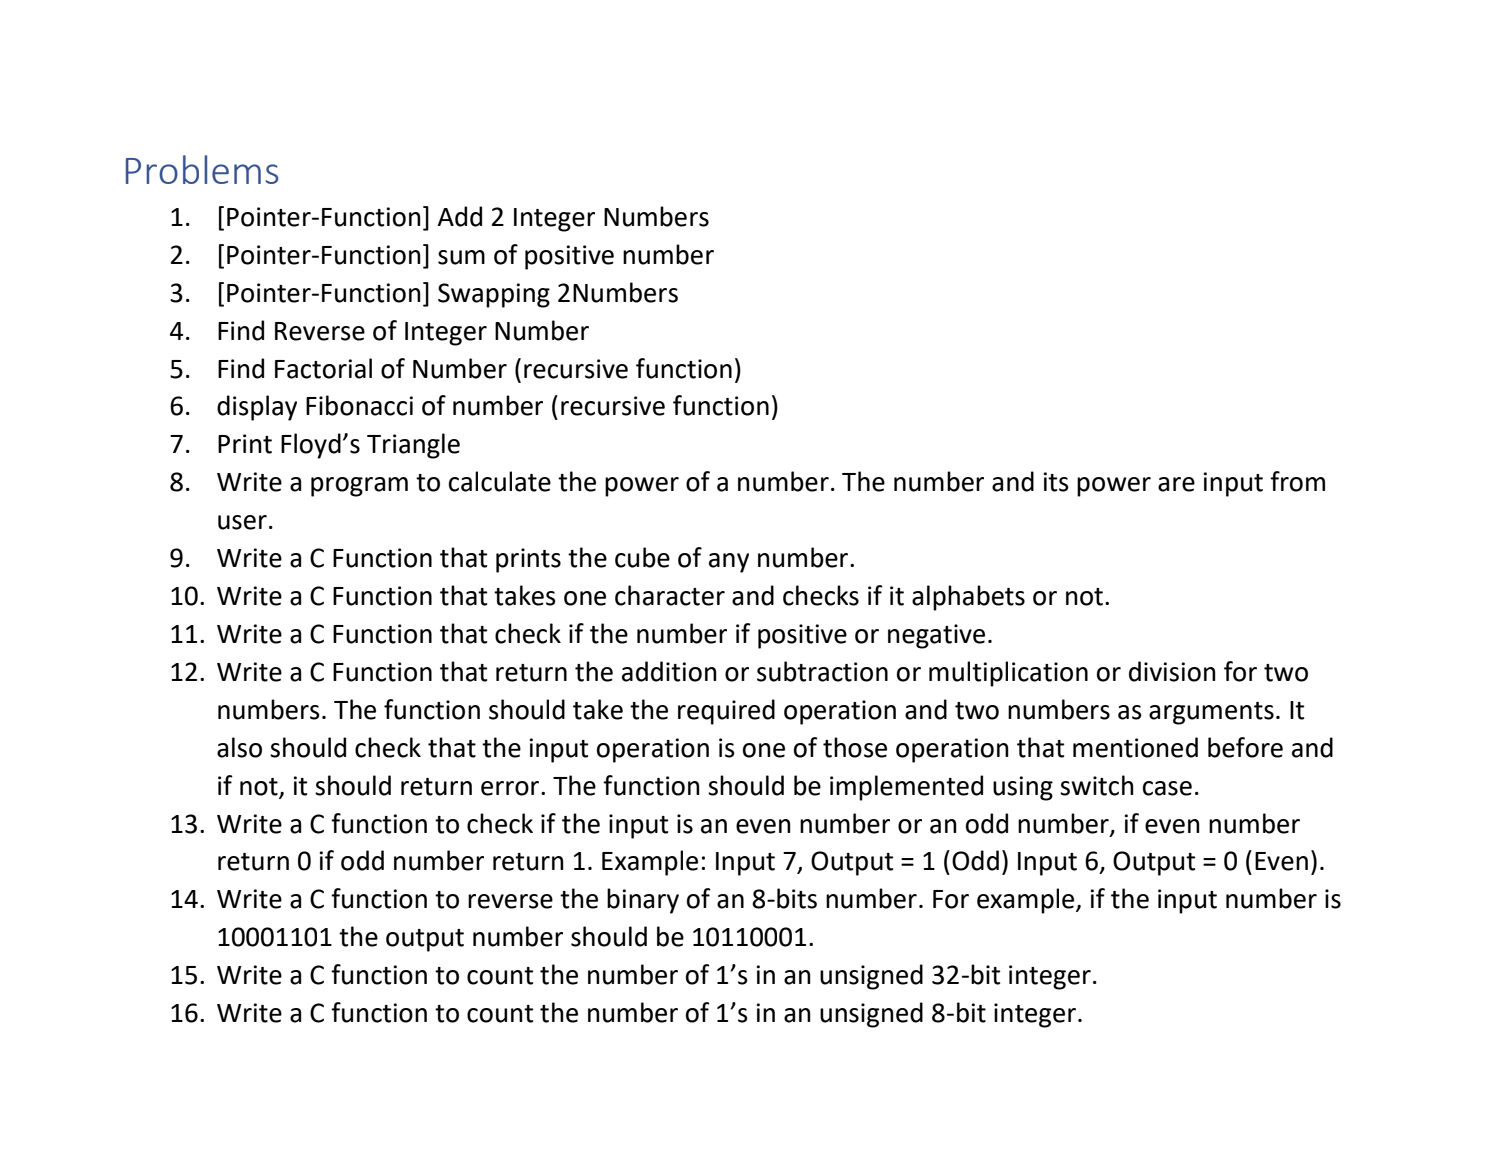 Problems
1. [Pointer-Function] Add 2 Integer Numbers
2. [Pointer-Function] sum of positive number
3. [Pointer-Function] Swapping 2Numbers
4. Find Reverse of Integer Number
5. Find Factorial of Number (recursive function)
6. display Fibonacci of number (recursive function)
7. Print Floyd’s Triangle
8. Write a program to calculate the power of a number. The number and its power are input from
user.
9. Write a C Function that prints the cube of any number.
10. Write a C Function that takes one character and checks if it alphabets or not.
11. Write a C Function that check if the number if positive or negative.
12. Write a C Function that return the addition or subtraction or multiplication or division for two
numbers. The function should take the required operation and two numbers as arguments. It
also should check that the input operation is one of those operation that mentioned before and
if not, it should return error. The function should be implemented using switch case.
13. Write a C function to check if the input is an even number or an odd number, if even number
return 0 if odd number return 1. Example: Input 7, Output = 1 (Odd) Input 6, Output = 0 (Even).
14. Write a C function to reverse the binary of an 8-bits number. For example, if the input number is
10001101 the output number should be 10110001.
15. Write a C function to count the number of 1’s in an unsigned 32-bit integer.
16. Write a C function to count the number of 1’s in an unsigned 8-bit integer.